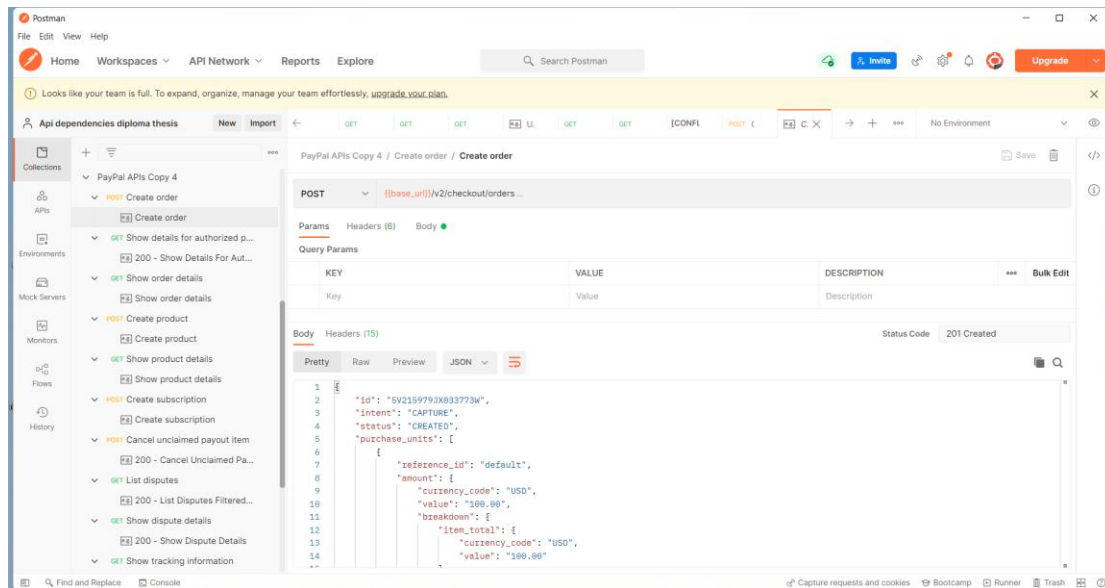 Postman
File Edit View Help
Home Workspaces API Network Reports Explore Search Postman Invite Upgrade
Looks like your team is full. To expand, organize, manage your team effortlessly, upgrade your plan.
Api dependencies diploma thesis New Import GET GET GET e.g. U. GET GET [CONFL POST ( e.g. C. No Environment
Collections
APIs
Environments
Mock Servers
Monitors
Flows
History
PayPal APIs Copy 4
POST Create order
e.g. Create order
GET Show details for authorized p...
e.g. 200 - Show Details For Aut...
GET Show order details
e.g. Show order details
POST Create product
e.g. Create product
GET Show product details
e.g. Show product details
POST Create subscription
e.g. Create subscription
POST Cancel unclaimed payout item
e.g. 200 - Cancel Unclaimed Pa...
GET List disputes
e.g. 200 - List Disputes Filtered...
GET Show dispute details
e.g. 200 - Show Dispute Details
GET Show tracking information
PayPal APIs Copy 4 / Create order / Create order Save
POST {{base_url}}/v2/checkout/orders...
Params Headers (6) Body
Query Params
KEY VALUE DESCRIPTION Bulk Edit
Key Value Description
Body Headers (15) Status Code 201 Created
Pretty Raw Preview JSON
1 {
2 "id": "5V215979JX033773W",
3 "intent": "CAPTURE",
4 "status": "CREATED",
5 "purchase_units": [
6 {
7 "reference_id": "default",
8 "amount": {
9 "currency_code": "USD",
10 "value": "100.00",
11 "breakdown": {
12 "item_total": {
13 "currency_code": "USD",
14 "value": "100.00"
Find and Replace Console Capture requests and cookies Bootcamp Runner Trash